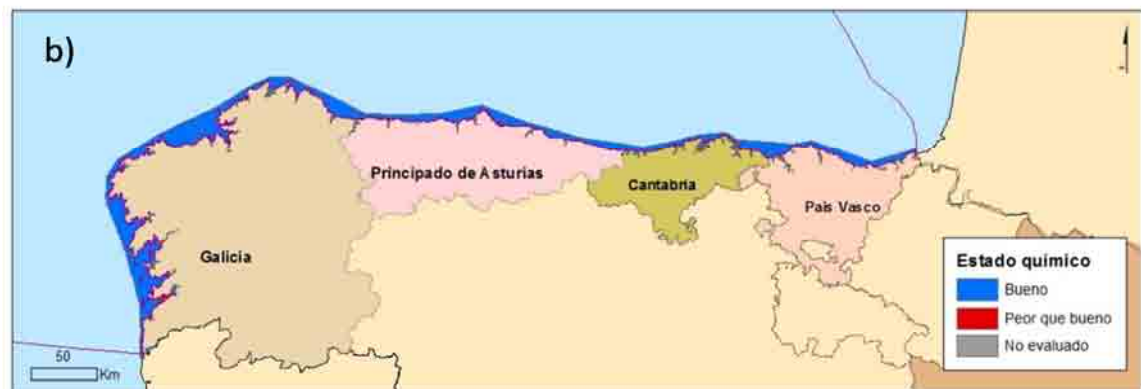 b)
Principado de Asturias
Cantabria
País Vasco
Galicia
Estado químico
Bueno
Peor que bueno
No evaluado
50
Km